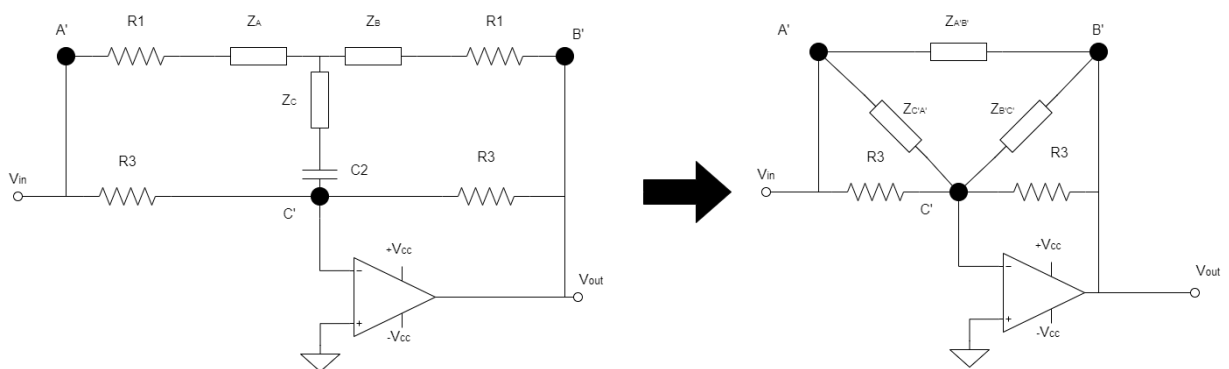 A'
R1
ZA
ZB
R1
B'
ZC
R3
C2
R3
Vin
C'
+Vcc
−
+
-Vcc
Vout
A'
ZA'B'
B'
ZC'A'
ZB'C'
R3
R3
Vin
C'
+Vcc
−
+
-Vcc
Vout